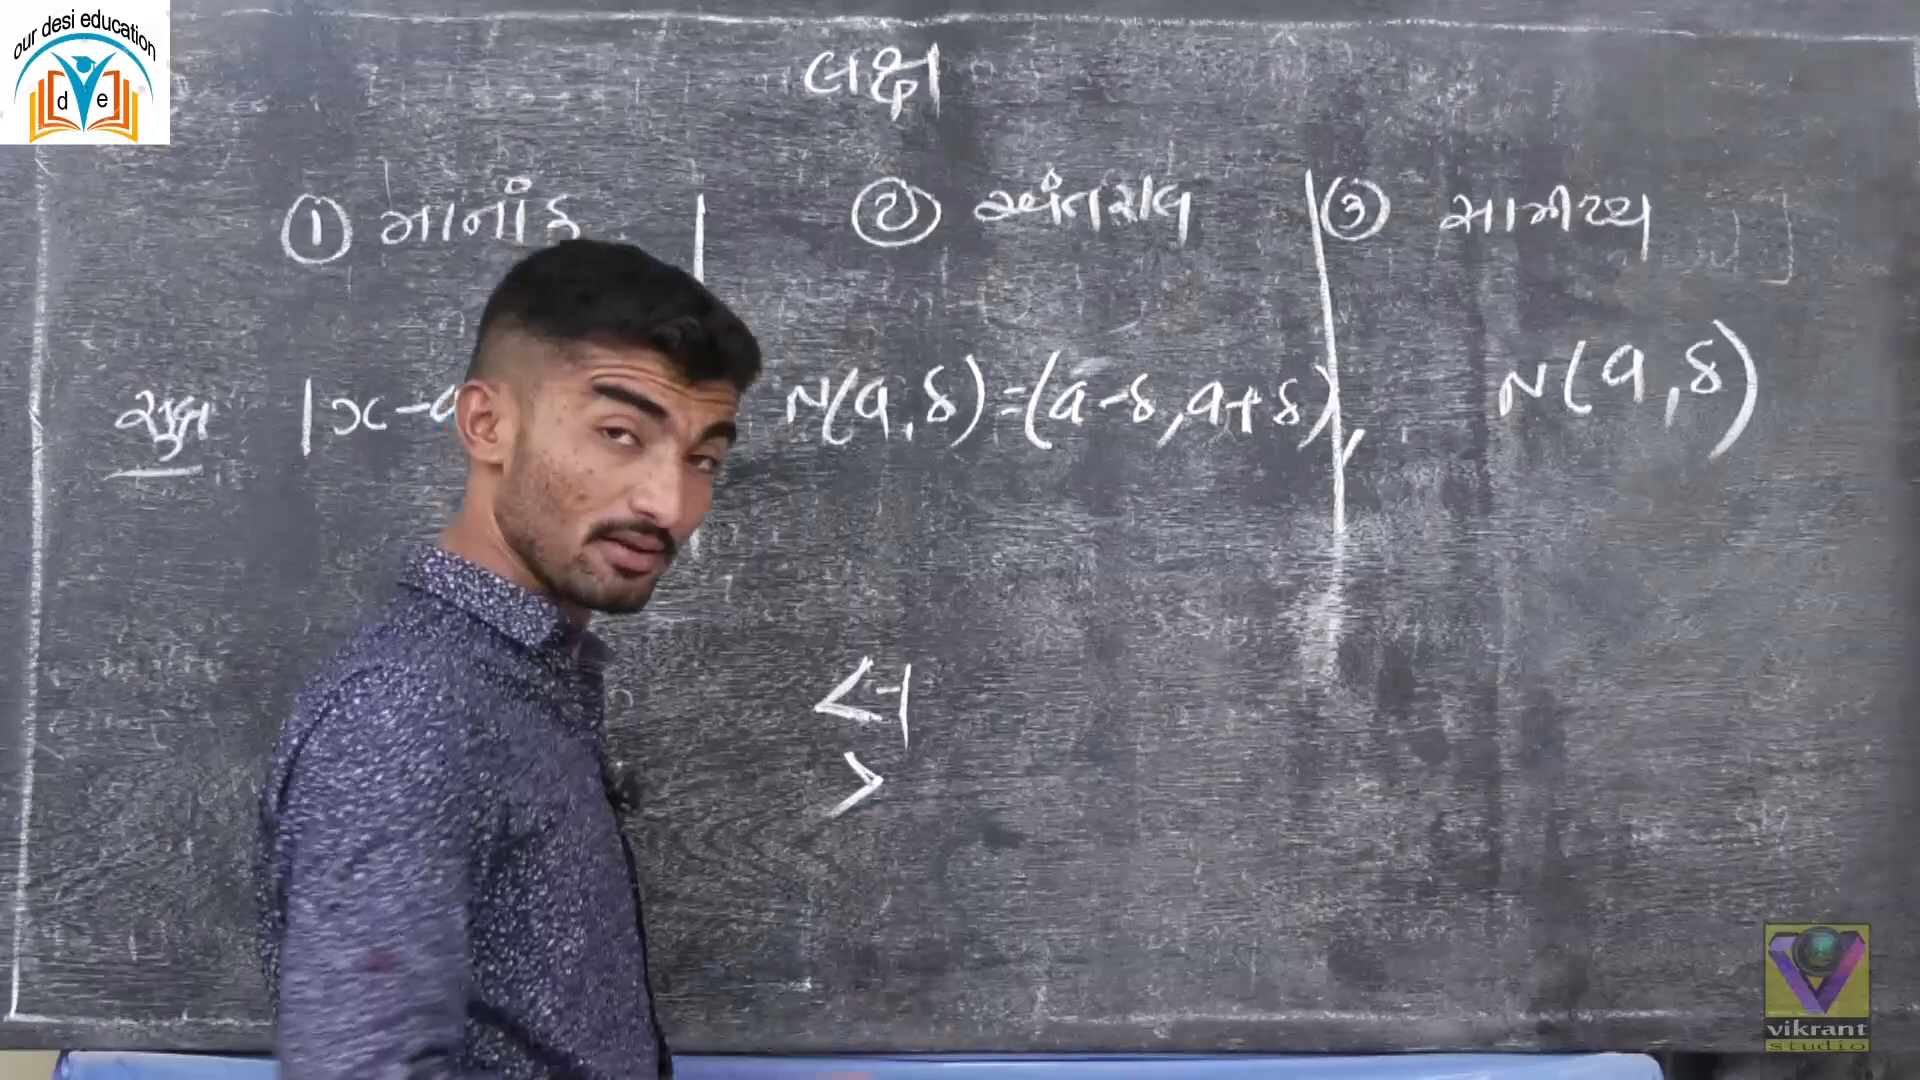 our desi education
d e
લક્ષ
① માનાંક ② અંતરાલ ③ સામીપ્ય
સૂત્ર |x-a N(a,δ)=(a-δ,a+δ), N(a,δ)
<-|
>
vikrant
studio